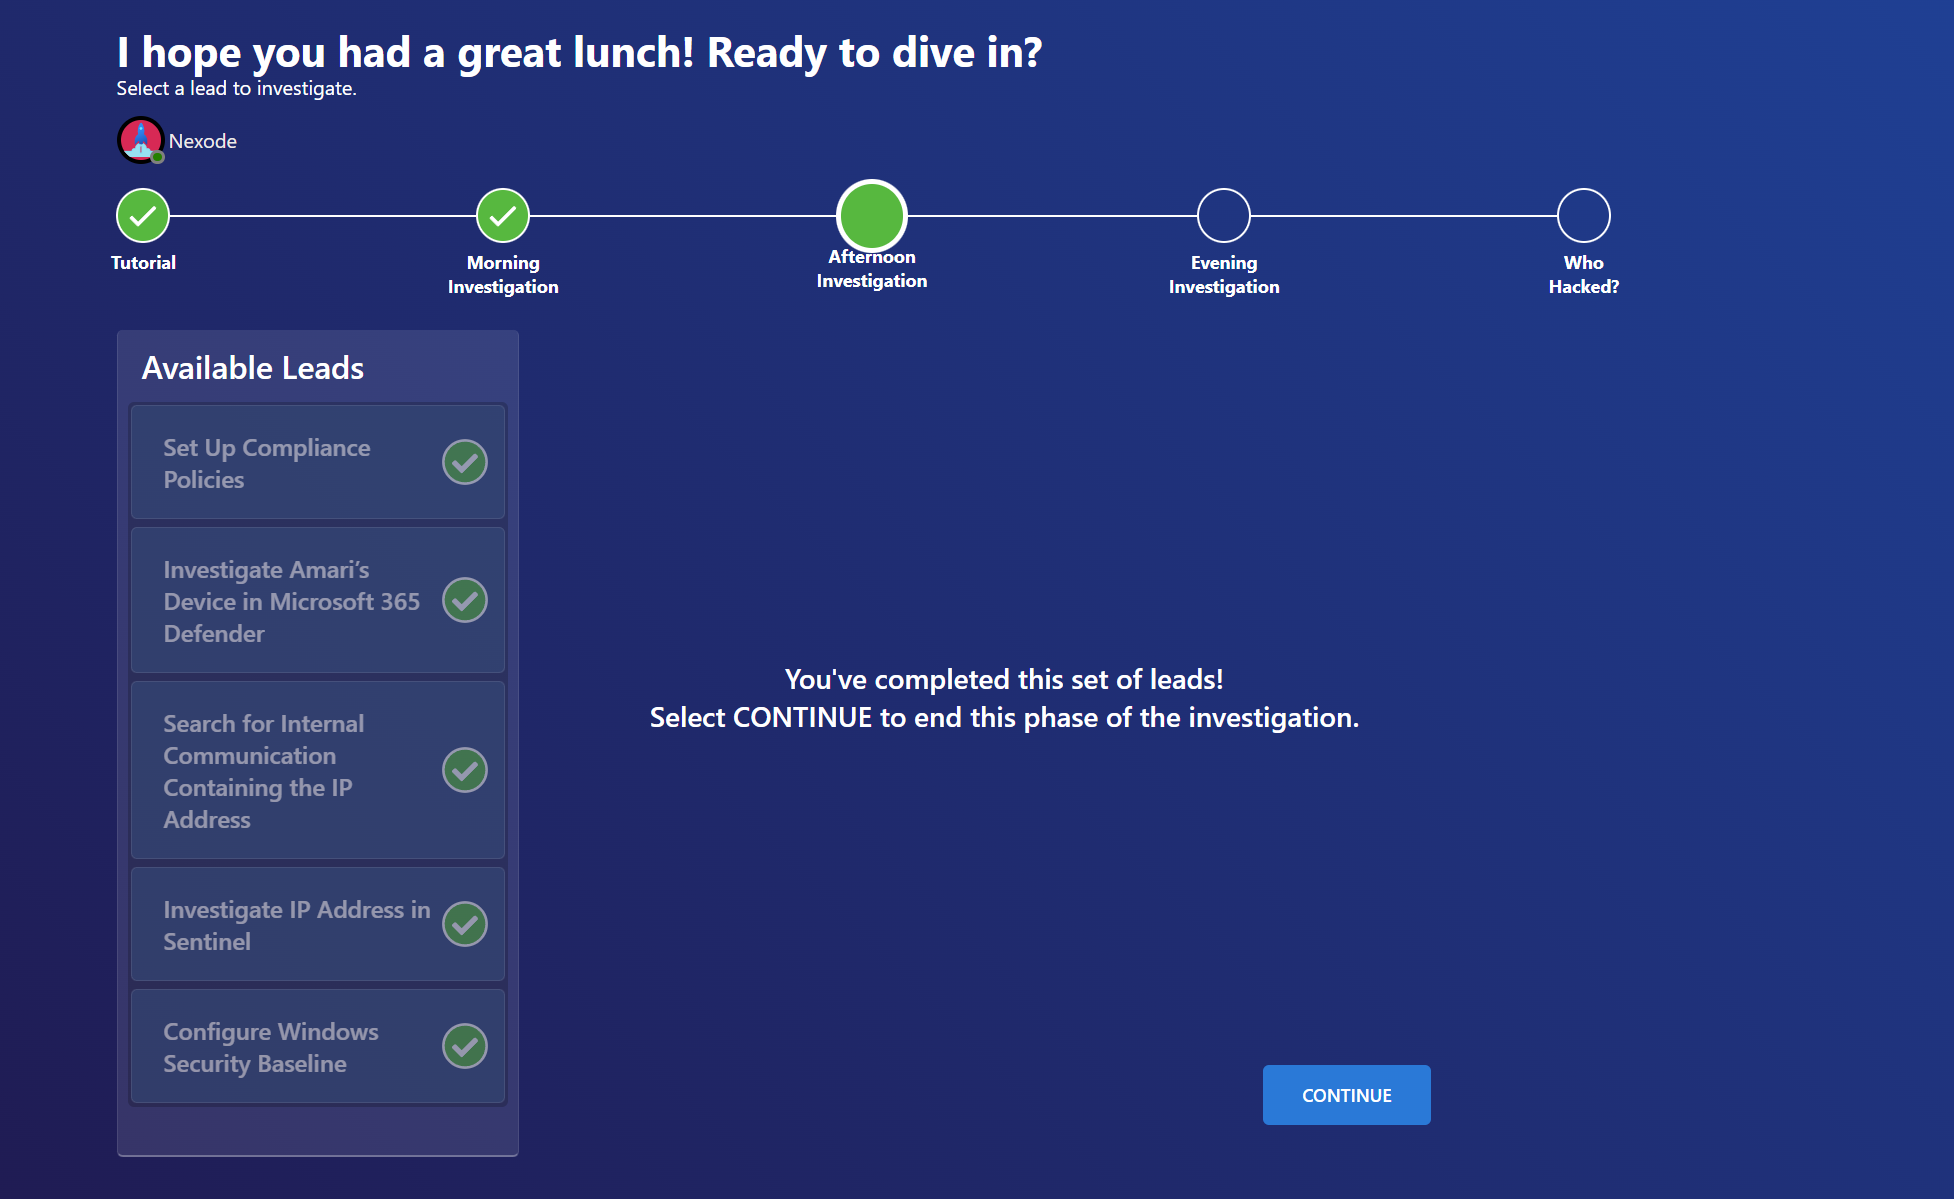 I hope you had a great lunch! Ready to dive in?
Select a lead to investigate.
Nexode
Tutorial
Morning
Investigation
Afternoon
Investigation
Evening
Investigation
Who
Hacked?
Available Leads
Set Up Compliance
Policies
Investigate Amari’s
Device in Microsoft 365
Defender
Search for Internal
Communication
Containing the IP
Address
Investigate IP Address in
Sentinel
Configure Windows
Security Baseline
You've completed this set of leads!
Select CONTINUE to end this phase of the investigation.
CONTINUE